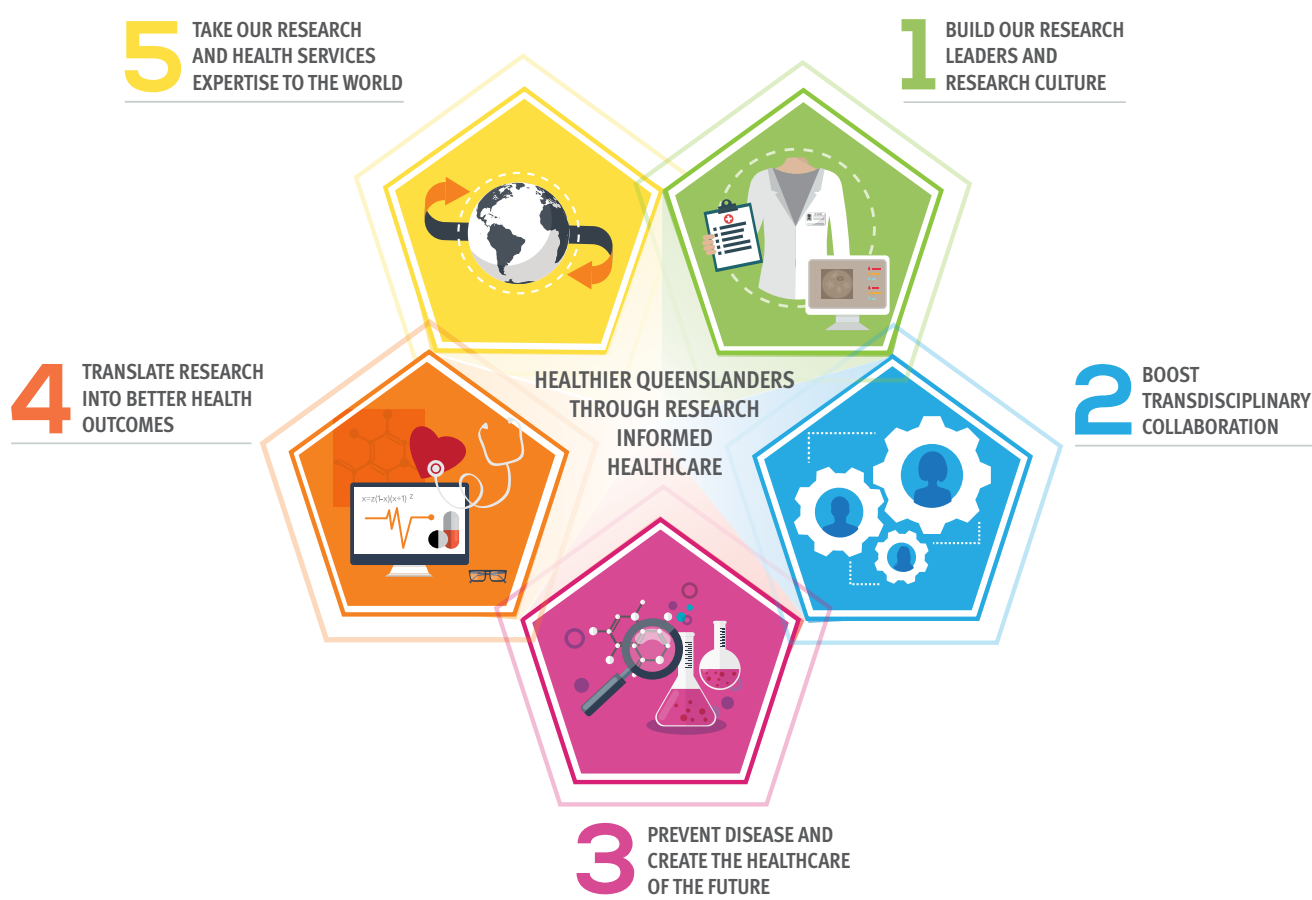 5
TAKE OUR RESEARCH
AND HEALTH SERVICES
EXPERTISE TO THE WORLD
1
BUILD OUR RESEARCH
LEADERS AND
RESEARCH CULTURE
4
TRANSLATE RESEARCH
INTO BETTER HEALTH
OUTCOMES
HEALTHIER QUEENSLANDERS
THROUGH RESEARCH
INFORMED
HEALTHCARE
2
BOOST
TRANSDISCIPLINARY
COLLABORATION
x=z(1-x)(x+1) z
3
PREVENT DISEASE AND
CREATE THE HEALTHCARE
OF THE FUTURE